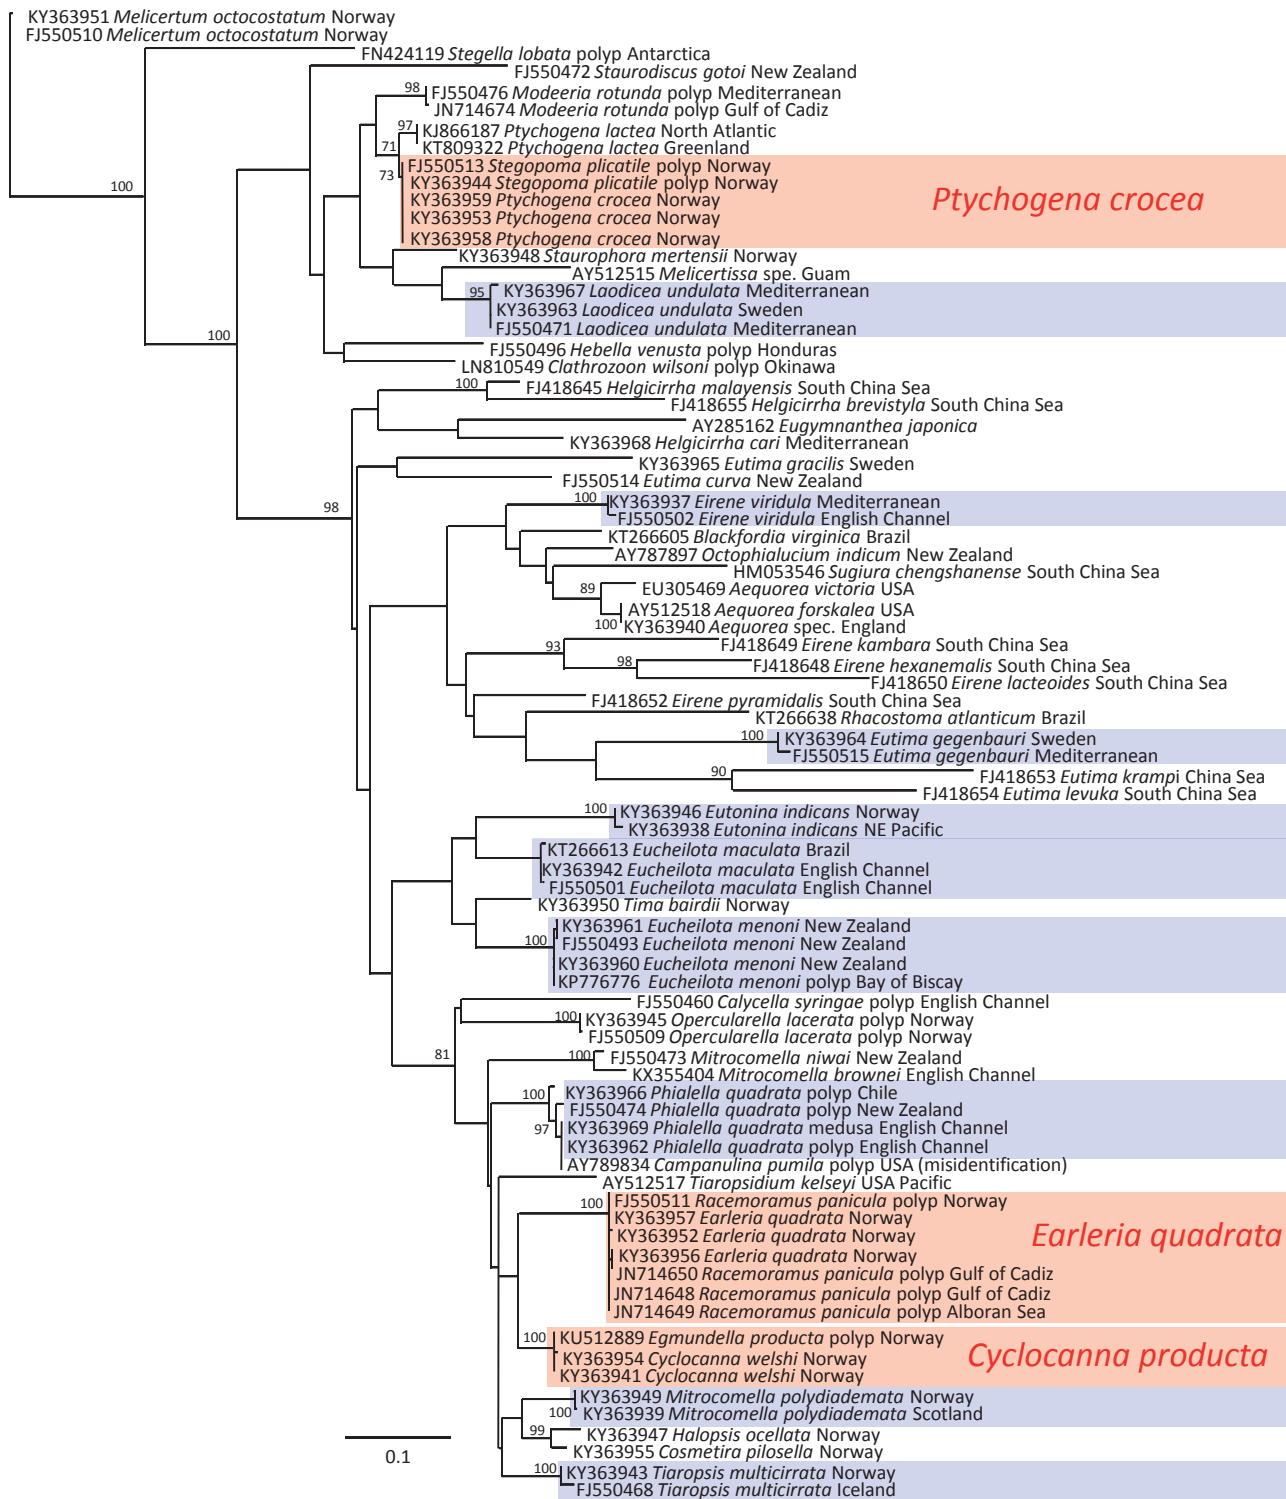 KY363951 Melicertum octocostatum Norway
FJ550510 Melicertum octocostatum Norway
FN424119 Stegella lobata polyp Antarctica
FJ550472 Staurodiscus gotoi New Zealand
98 FJ550476 Modeeria rotunda polyp Mediterranean
JN714674 Modeeria rotunda polyp Gulf of Cadiz
97 KJ866187 Ptychogena lactea North Atlantic
71 KT809322 Ptychogena lactea Greenland
FJ550513 Stegopoma plicatile polyp Norway
73 KY363944 Stegopoma plicatile polyp Norway
100 KY363959 Ptychogena crocea Norway Ptychogena crocea
KY363953 Ptychogena crocea Norway
KY363958 Ptychogena crocea Norway
KY363948 Staurophora mertensii Norway
AY512515 Melicertissa spe. Guam
95 KY363967 Laodicea undulata Mediterranean
KY363963 Laodicea undulata Sweden
100 FJ550471 Laodicea undulata Mediterranean
FJ550496 Hebella venusta polyp Honduras
LN810549 Clathrozoon wilsoni polyp Okinawa
100 FJ418645 Helgicirrha malayensis South China Sea
FJ418655 Helgicirrha brevistyla South China Sea
AY285162 Eugymnanthea japonica
KY363968 Helgicirrha cari Mediterranean
KY363965 Eutima gracilis Sweden
FJ550514 Eutima curva New Zealand
98 100 KY363937 Eirene viridula Mediterranean
FJ550502 Eirene viridula English Channel
KT266605 Blackfordia virginica Brazil
AY787897 Octophialucium indicum New Zealand
HM053546 Sugiura chengshanense South China Sea
89 EU305469 Aequorea victoria USA
AY512518 Aequorea forskalea USA
100 KY363940 Aequorea spec. England
93 FJ418649 Eirene kambara South China Sea
98 FJ418648 Eirene hexanemalis South China Sea
FJ418650 Eirene lacteoides South China Sea
FJ418652 Eirene pyramidalis South China Sea
KT266638 Rhacostoma atlanticum Brazil
100 KY363964 Eutima gegenbauri Sweden
FJ550515 Eutima gegenbauri Mediterranean
90 FJ418653 Eutima krampi China Sea
FJ418654 Eutima levuka South China Sea
100 KY363946 Eutonina indicans Norway
KY363938 Eutonina indicans NE Pacific
KT266613 Eucheilota maculata Brazil
KY363942 Eucheilota maculata English Channel
FJ550501 Eucheilota maculata English Channel
KY363950 Tima bairdii Norway
KY363961 Eucheilota menoni New Zealand
100 FJ550493 Eucheilota menoni New Zealand
KY363960 Eucheilota menoni New Zealand
KP776776 Eucheilota menoni polyp Bay of Biscay
FJ550460 Calycella syringae polyp English Channel
100 KY363945 Opercularella lacerata polyp Norway
FJ550509 Opercularella lacerata polyp Norway
81 100 FJ550473 Mitrocomella niwai New Zealand
KX355404 Mitrocomella brownei English Channel
100 KY363966 Phialella quadrata polyp Chile
FJ550474 Phialella quadrata polyp New Zealand
97 KY363969 Phialella quadrata medusa English Channel
KY363962 Phialella quadrata polyp English Channel
AY789834 Campanulina pumila polyp USA (misidentification)
AY512517 Tiaropsidium kelseyi USA Pacific
100 FJ550511 Racemoramus panicula polyp Norway
KY363957 Earleria quadrata Norway
KY363952 Earleria quadrata Norway Earleria quadrata
KY363956 Earleria quadrata Norway
JN714650 Racemoramus panicula polyp Gulf of Cadiz
JN714648 Racemoramus panicula polyp Gulf of Cadiz
JN714649 Racemoramus panicula polyp Alboran Sea
100 KU512889 Egmundella producta polyp Norway
KY363954 Cyclocanna welshi Norway Cyclocanna producta
KY363941 Cyclocanna welshi Norway
KY363949 Mitrocomella polydiademata Norway
100 KY363939 Mitrocomella polydiademata Scotland
99 KY363947 Halopsis ocellata Norway
KY363955 Cosmetira pilosella Norway
0.1
100 KY363943 Tiaropsis multicirrata Norway
FJ550468 Tiaropsis multicirrata Iceland